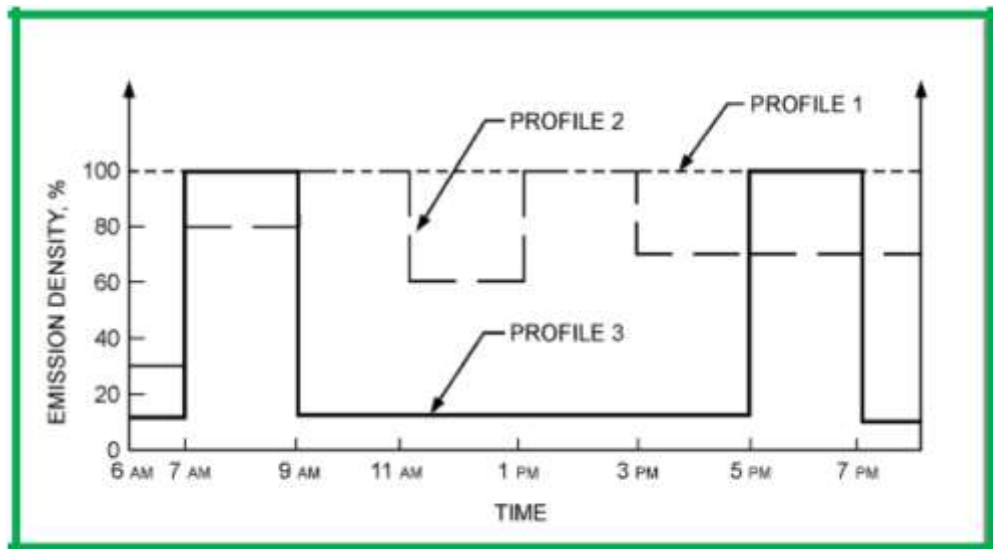 PROFILE 1
PROFILE 2
100
80
60
40
20
0
EMISSION DENSITY, %
PROFILE 3
6 AM 7 AM 9 AM 11 AM 1 PM 3 PM 5 PM 7 PM
TIME